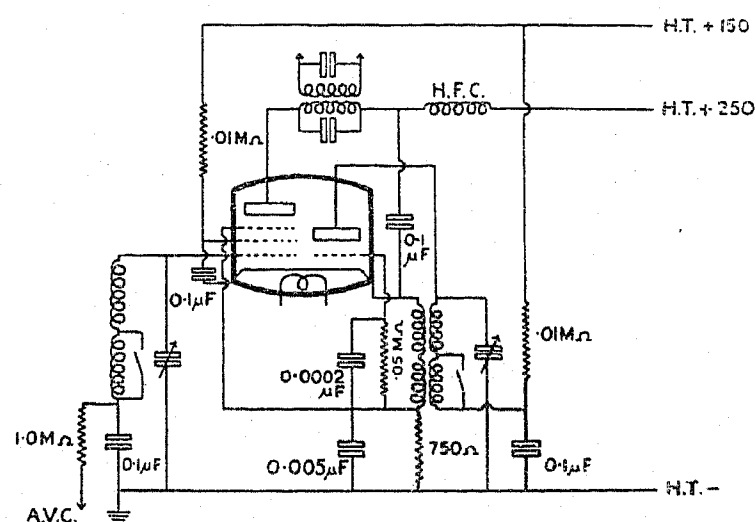 H.T. + 150
H.F.C.
H.T. + 250
.01MΩ
0.1
μF
0.1μF
.05 MΩ
.01MΩ
0.0002
μF
1.0MΩ
0.1μF
0.005μF
750Ω
0.1μF
H.T. -
A.V.C.